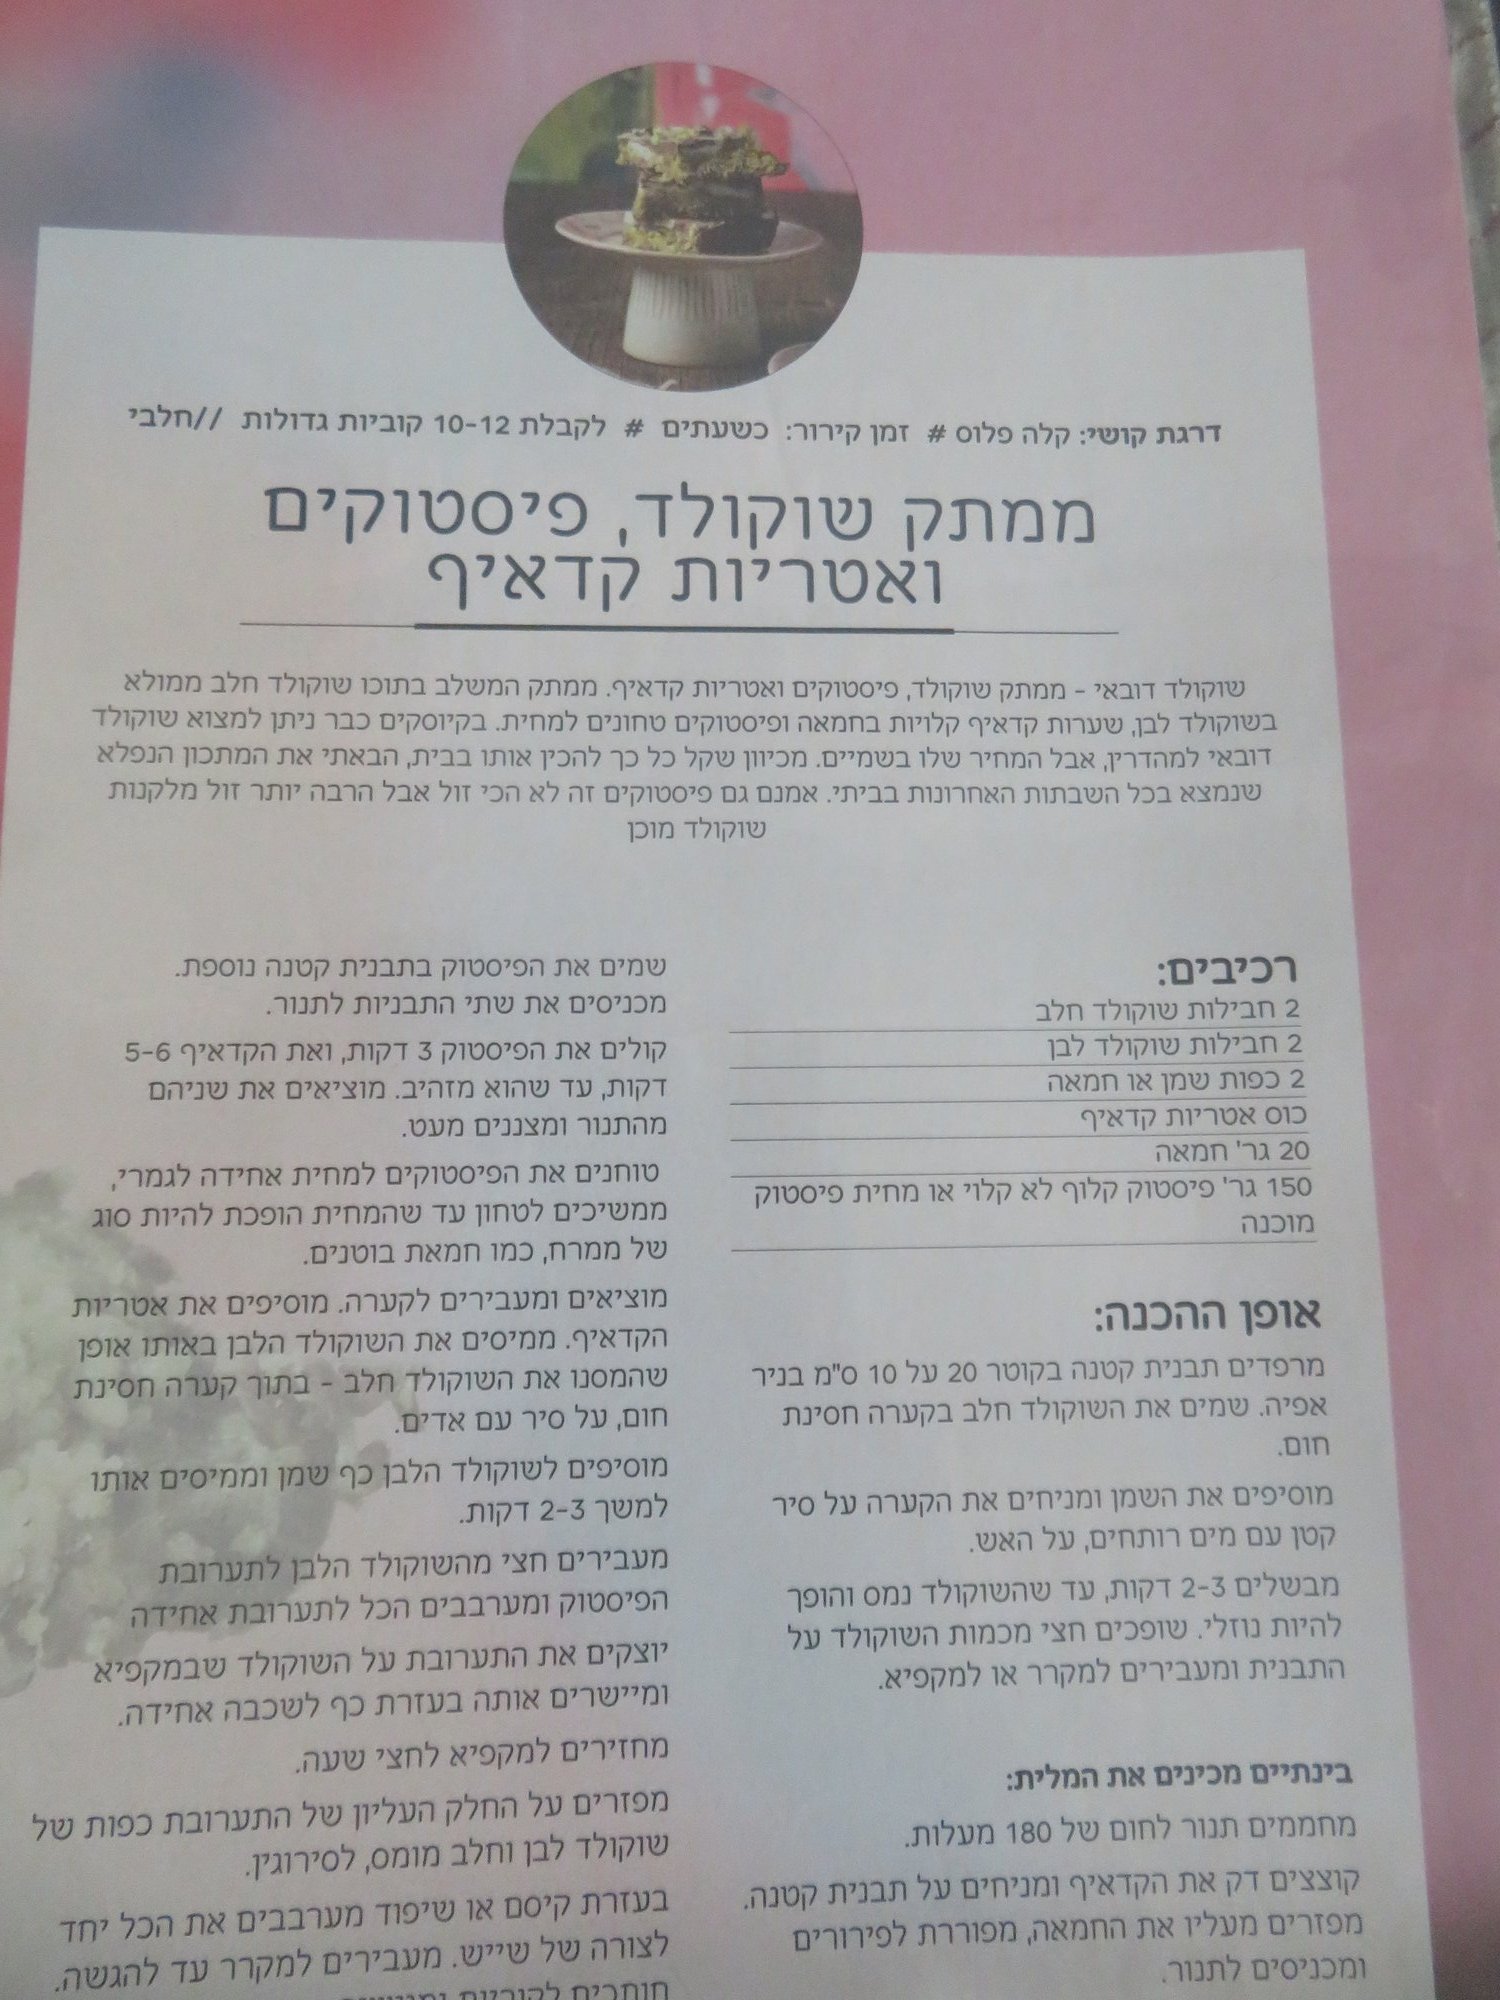 דרגת קושי: קלה פלוס # זמן קירור: כשעתים # לקבלת 10-12 קוביות גדולות //חלבי
ממתק שוקולד, פיסטוקים
ואטריות קדאיף
שוקולד דובאי - ממתק שוקולד, פיסטוקים ואטריות קדאיף. ממתק המשלב בתוכו שוקולד חלב ממולא
בשוקולד לבן, שערות קדאיף קלויות בחמאה ופיסטוקים טחונים למחית. בקיוסקים כבר ניתן למצוא שוקולד
דובאי למהדרין, אבל המחיר שלו בשמיים. מכיוון שקל כל כך להכין אותו בבית, הבאתי את המתכון הנפלא
שנמצא בכל השבתות האחרונות בביתי. אמנם גם פיסטוקים זה לא הכי זול אבל הרבה יותר זול מלקנות
שוקולד מוכן
רכיבים:
2 חבילות שוקולד חלב
2 חבילות שוקולד לבן
2 כפות שמן או חמאה
כוס אטריות קדאיף
20 גר' חמאה
150 גר' פיסטוק קלוף לא קלוי או מחית פיסטוק
מוכנה
אופן ההכנה:
מרפדים תבנית קטנה בקוטר 20 על 10 ס"מ בניר
אפיה. שמים את השוקולד חלב בקערה חסינת
חום.
מוסיפים את השמן ומניחים את הקערה על סיר
קטן עם מים רותחים, על האש.
מבשלים 2-3 דקות, עד שהשוקולד נמס והופך
להיות נוזלי. שופכים חצי מכמות השוקולד על
התבנית ומעבירים למקרר או למקפיא.
בינתיים מכינים את המלית:
מחממים תנור לחום של 180 מעלות.
קוצצים דק את הקדאיף ומניחים על תבנית קטנה.
מפזרים מעליו את החמאה, מפוררת לפירורים
ומכניסים לתנור.
שמים את הפיסטוק בתבנית קטנה נוספת.
מכניסים את שתי התבניות לתנור.
קולים את הפיסטוק 3 דקות, ואת הקדאיף 5-6
דקות, עד שהוא מזהיב. מוציאים את שניהם
מהתנור ומצננים מעט.
טוחנים את הפיסטוקים למחית אחידה לגמרי,
ממשיכים לטחון עד שהמחית הופכת להיות סוג
של ממרח, כמו חמאת בוטנים.
מוציאים ומעבירים לקערה. מוסיפים את אטריות
הקדאיף. ממיסים את השוקולד הלבן באותו אופן
שהמסנו את השוקולד חלב - בתוך קערה חסינת
חום, על סיר עם אדים.
מוסיפים לשוקולד הלבן כף שמן וממיסים אותו
למשך 2-3 דקות.
מעבירים חצי מהשוקולד הלבן לתערובת
הפיסטוק ומערבבים הכל לתערובת אחידה
יוצקים את התערובת על השוקולד שבמקפיא
ומיישרים אותה בעזרת כף לשכבה אחידה.
מחזירים למקפיא לחצי שעה.
מפזרים על החלק העליון של התערובת כפות של
שוקולד לבן וחלב מומס, לסירוגין.
בעזרת קיסם או שיפוד מערבבים את הכל יחד
לצורה של שייש. מעבירים למקרר עד להגשה.
חותכים לקוביות